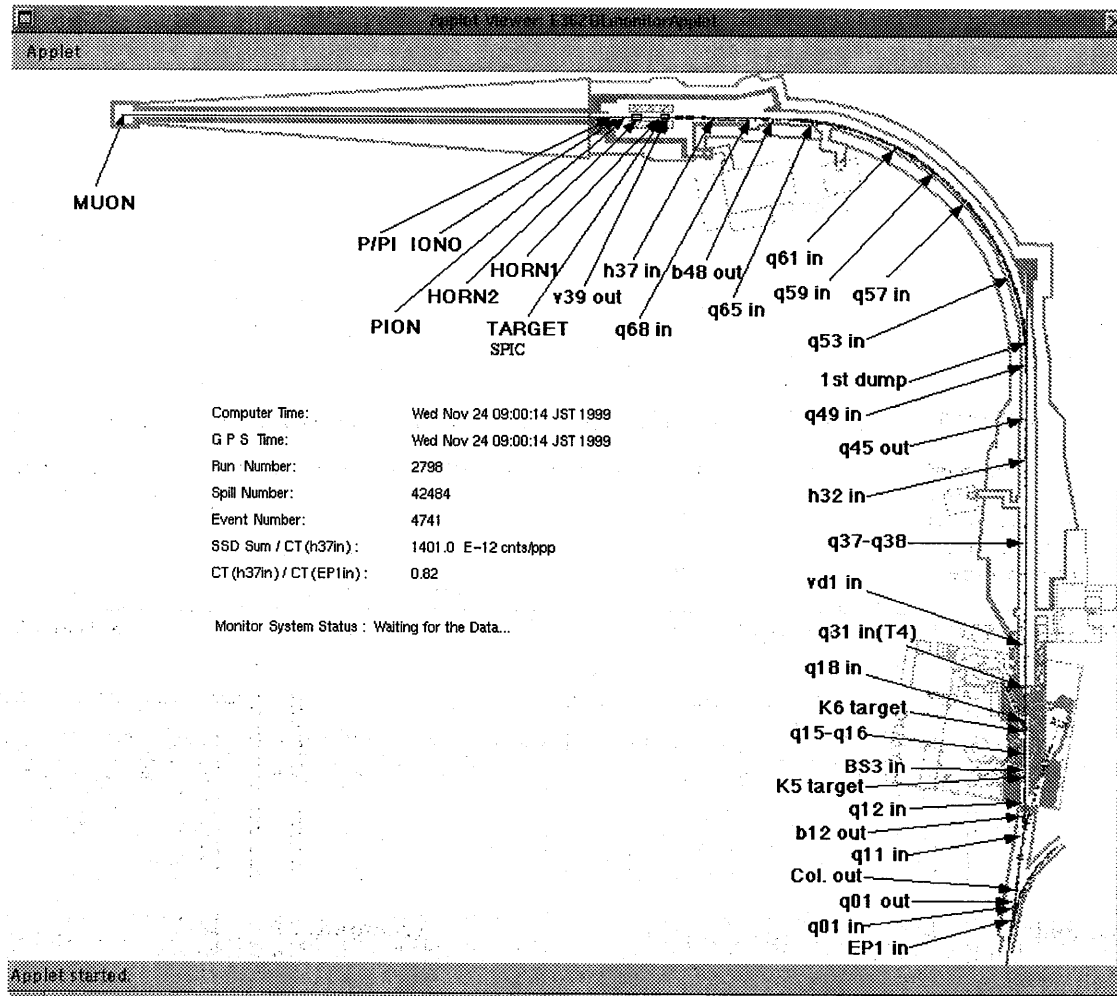 Applet Viewer: E362BLmonitorApplet
Applet
MUON
P/PI IONO
HORN1
HORN2
PION
v39 out
TARGET
SPIC
h37 in
q68 in
b48 out
q65 in
q61 in
q59 in
q57 in
q53 in
1st dump
q49 in
q45 out
h32 in
q37-q38
vd1 in
q31 in(T4)
q18 in
K6 target
q15-q16
BS3 in
K5 target
q12 in
b12 out
q11 in
Col. out
q01 out
q01 in
EP1 in
Computer Time: Wed Nov 24 09:00:14 JST 1999
G P S Time: Wed Nov 24 09:00:14 JST 1999
Run Number: 2798
Spill Number: 42484
Event Number: 4741
SSD Sum / CT(h37in) : 1401.0 E-12 cnts/ppp
CT(h37in) / CT(EP1in) : 0.82
Monitor System Status : Waiting for the Data...
Applet started.